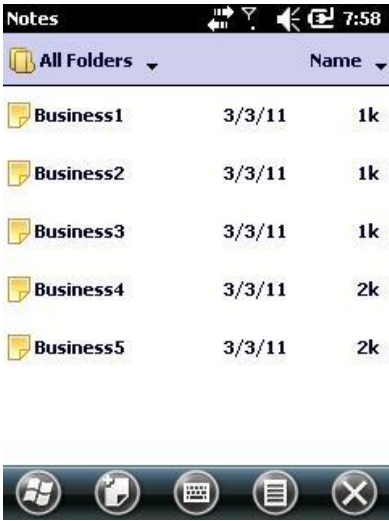 Notes 7:58
All Folders Name
Business1 3/3/11 1k
Business2 3/3/11 1k
Business3 3/3/11 1k
Business4 3/3/11 2k
Business5 3/3/11 2k